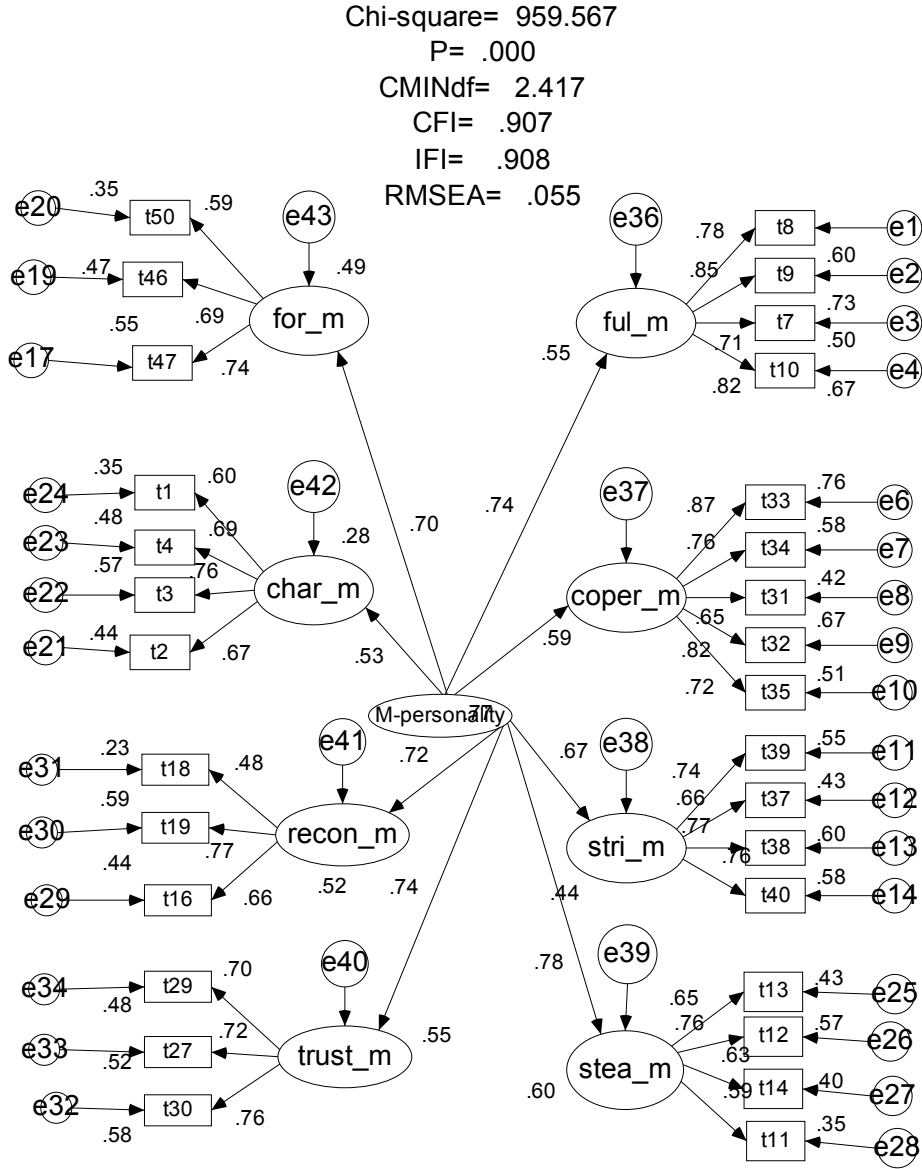 Chi-square= 959.567
P= .000
CMINdf= 2.417
CFI= .907
IFI= .908
RMSEA= .055
e20 .35 t50 .59 e43 e36 .78 t8 e1
e19 .47 t46 .69 .49 .85 t9 .60 e2
for_m ful_m
e17 .55 t47 .74 .55 .71 t7 .73 e3
.82 t10 .50 .67 e4
.70 .74
e24 .35 t1 .60 e42 e37 .87 t33 .76 e6
e23 .48 t4 .69 .28 .76 t34 .58 e7
e22 .57 t3 .76 char_m coper_m .65 t31 .42 e8
e21 .44 t2 .67 .53 .59 .82 t32 .67 e9
.72 t35 .51 e10
M-personality .77
e31 .23 t18 .48 e41 .72 .67 e38 .74 t39 .55 e11
e30 .59 t19 .77 recon_m stri_m .66 t37 .43 e12
e29 .44 t16 .66 .52 .77 t38 .60 e13
.74 .44 .76 t40 .58 e14
e34 .48 t29 .70 e40 .78 e39 .65 t13 .43 e25
e33 .52 t27 .72 trust_m .55 stea_m .76 t12 .57 e26
e32 .58 t30 .76 .60 .63 t14 .40 e27
.59 t11 .35 e28